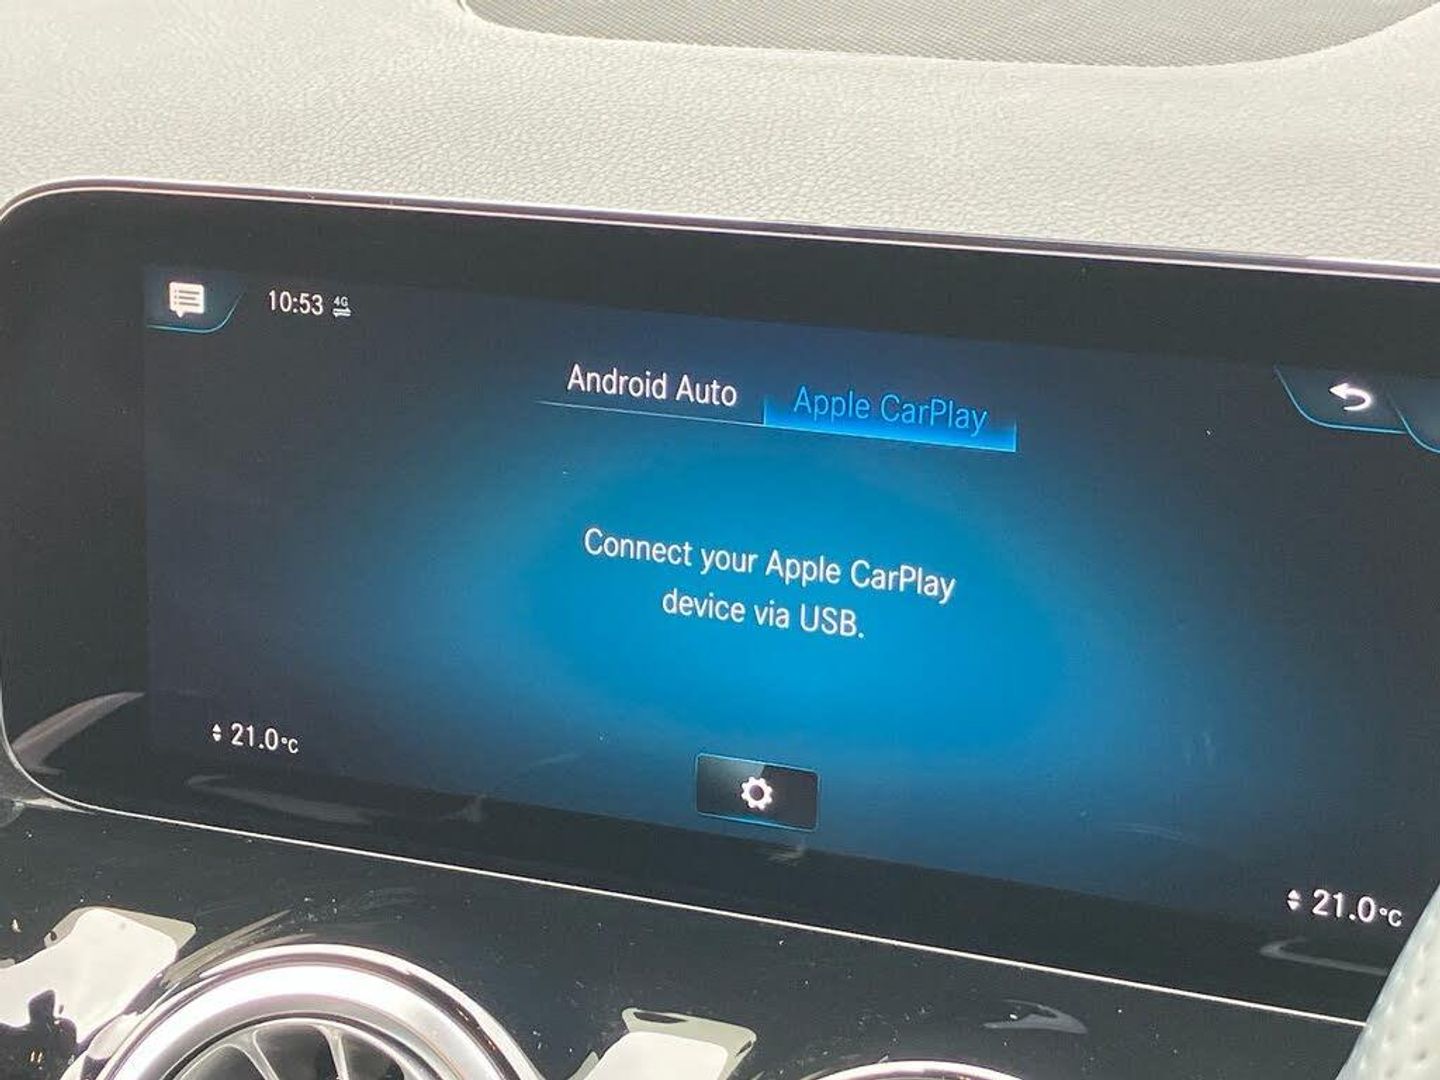 10:53 4G
Android Auto Apple CarPlay
Connect your Apple CarPlay
device via USB.
21.0°C
21.0°C